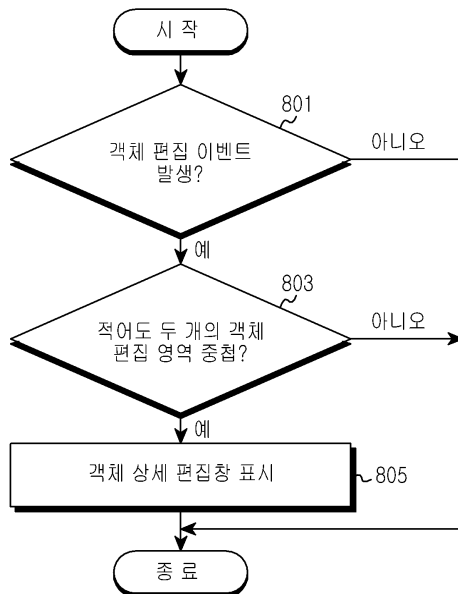 시 작
801
객체 편집 이벤트
발생?
아니오
예
803
적어도 두 개의 객체
편집 영역 중첩?
아니오
예
객체 상세 편집창 표시
805
종 료